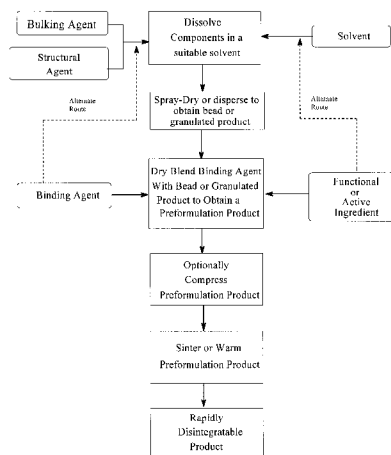 Bulking Agent
Structural
Agent
Dissolve
Components in a
suitable solvent
Solvent
Alternate
Route
Alternate
Route
Spray-Dry or disperse to
obtain bead or
granulated product
Dry Blend Binding Agent
With Bead or Granulated
Product to Obtain a
Preformulation Product
Binding Agent
Functional
or
Active
Ingredient
Optionally
Compress
Preformulation Product
Sinter or Warm
Preformulation Product
Rapidly
Disintegratable
Product